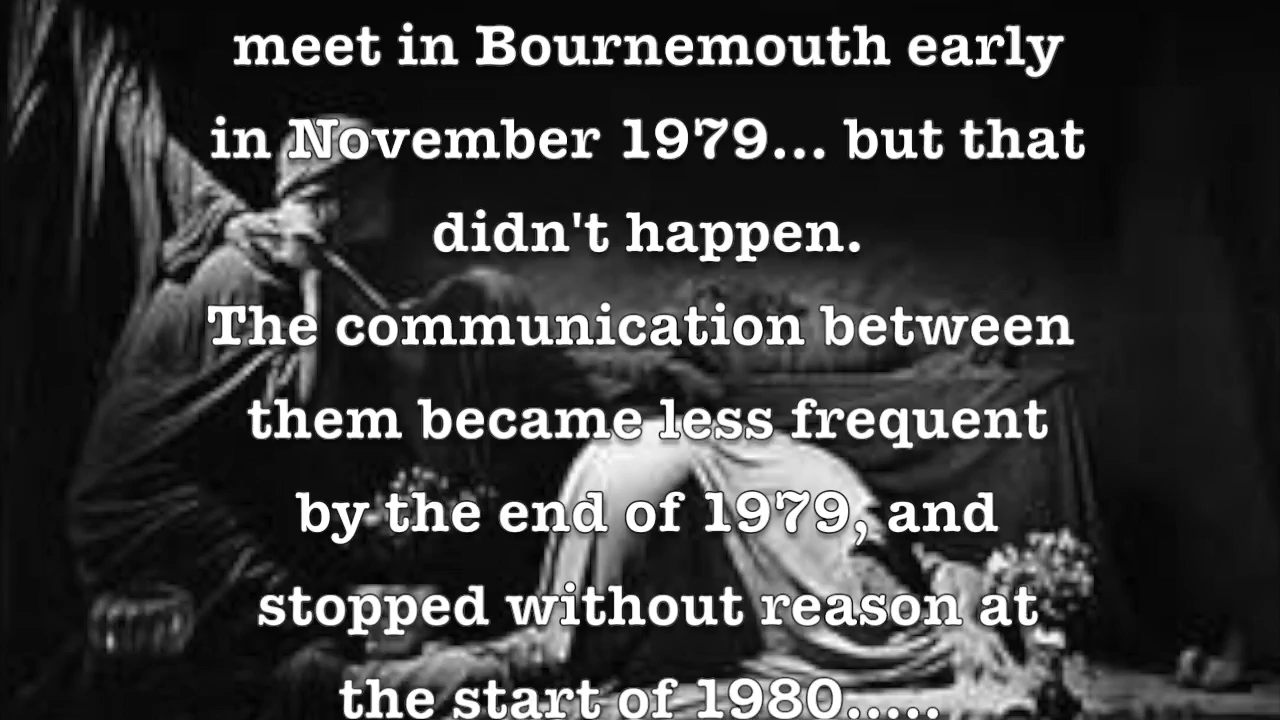 meet in Bournemouth early
in November 1979... but that
didn't happen.
The communication between
them became less frequent
by the end of 1979, and
stopped without reason at
the start of 1980.....